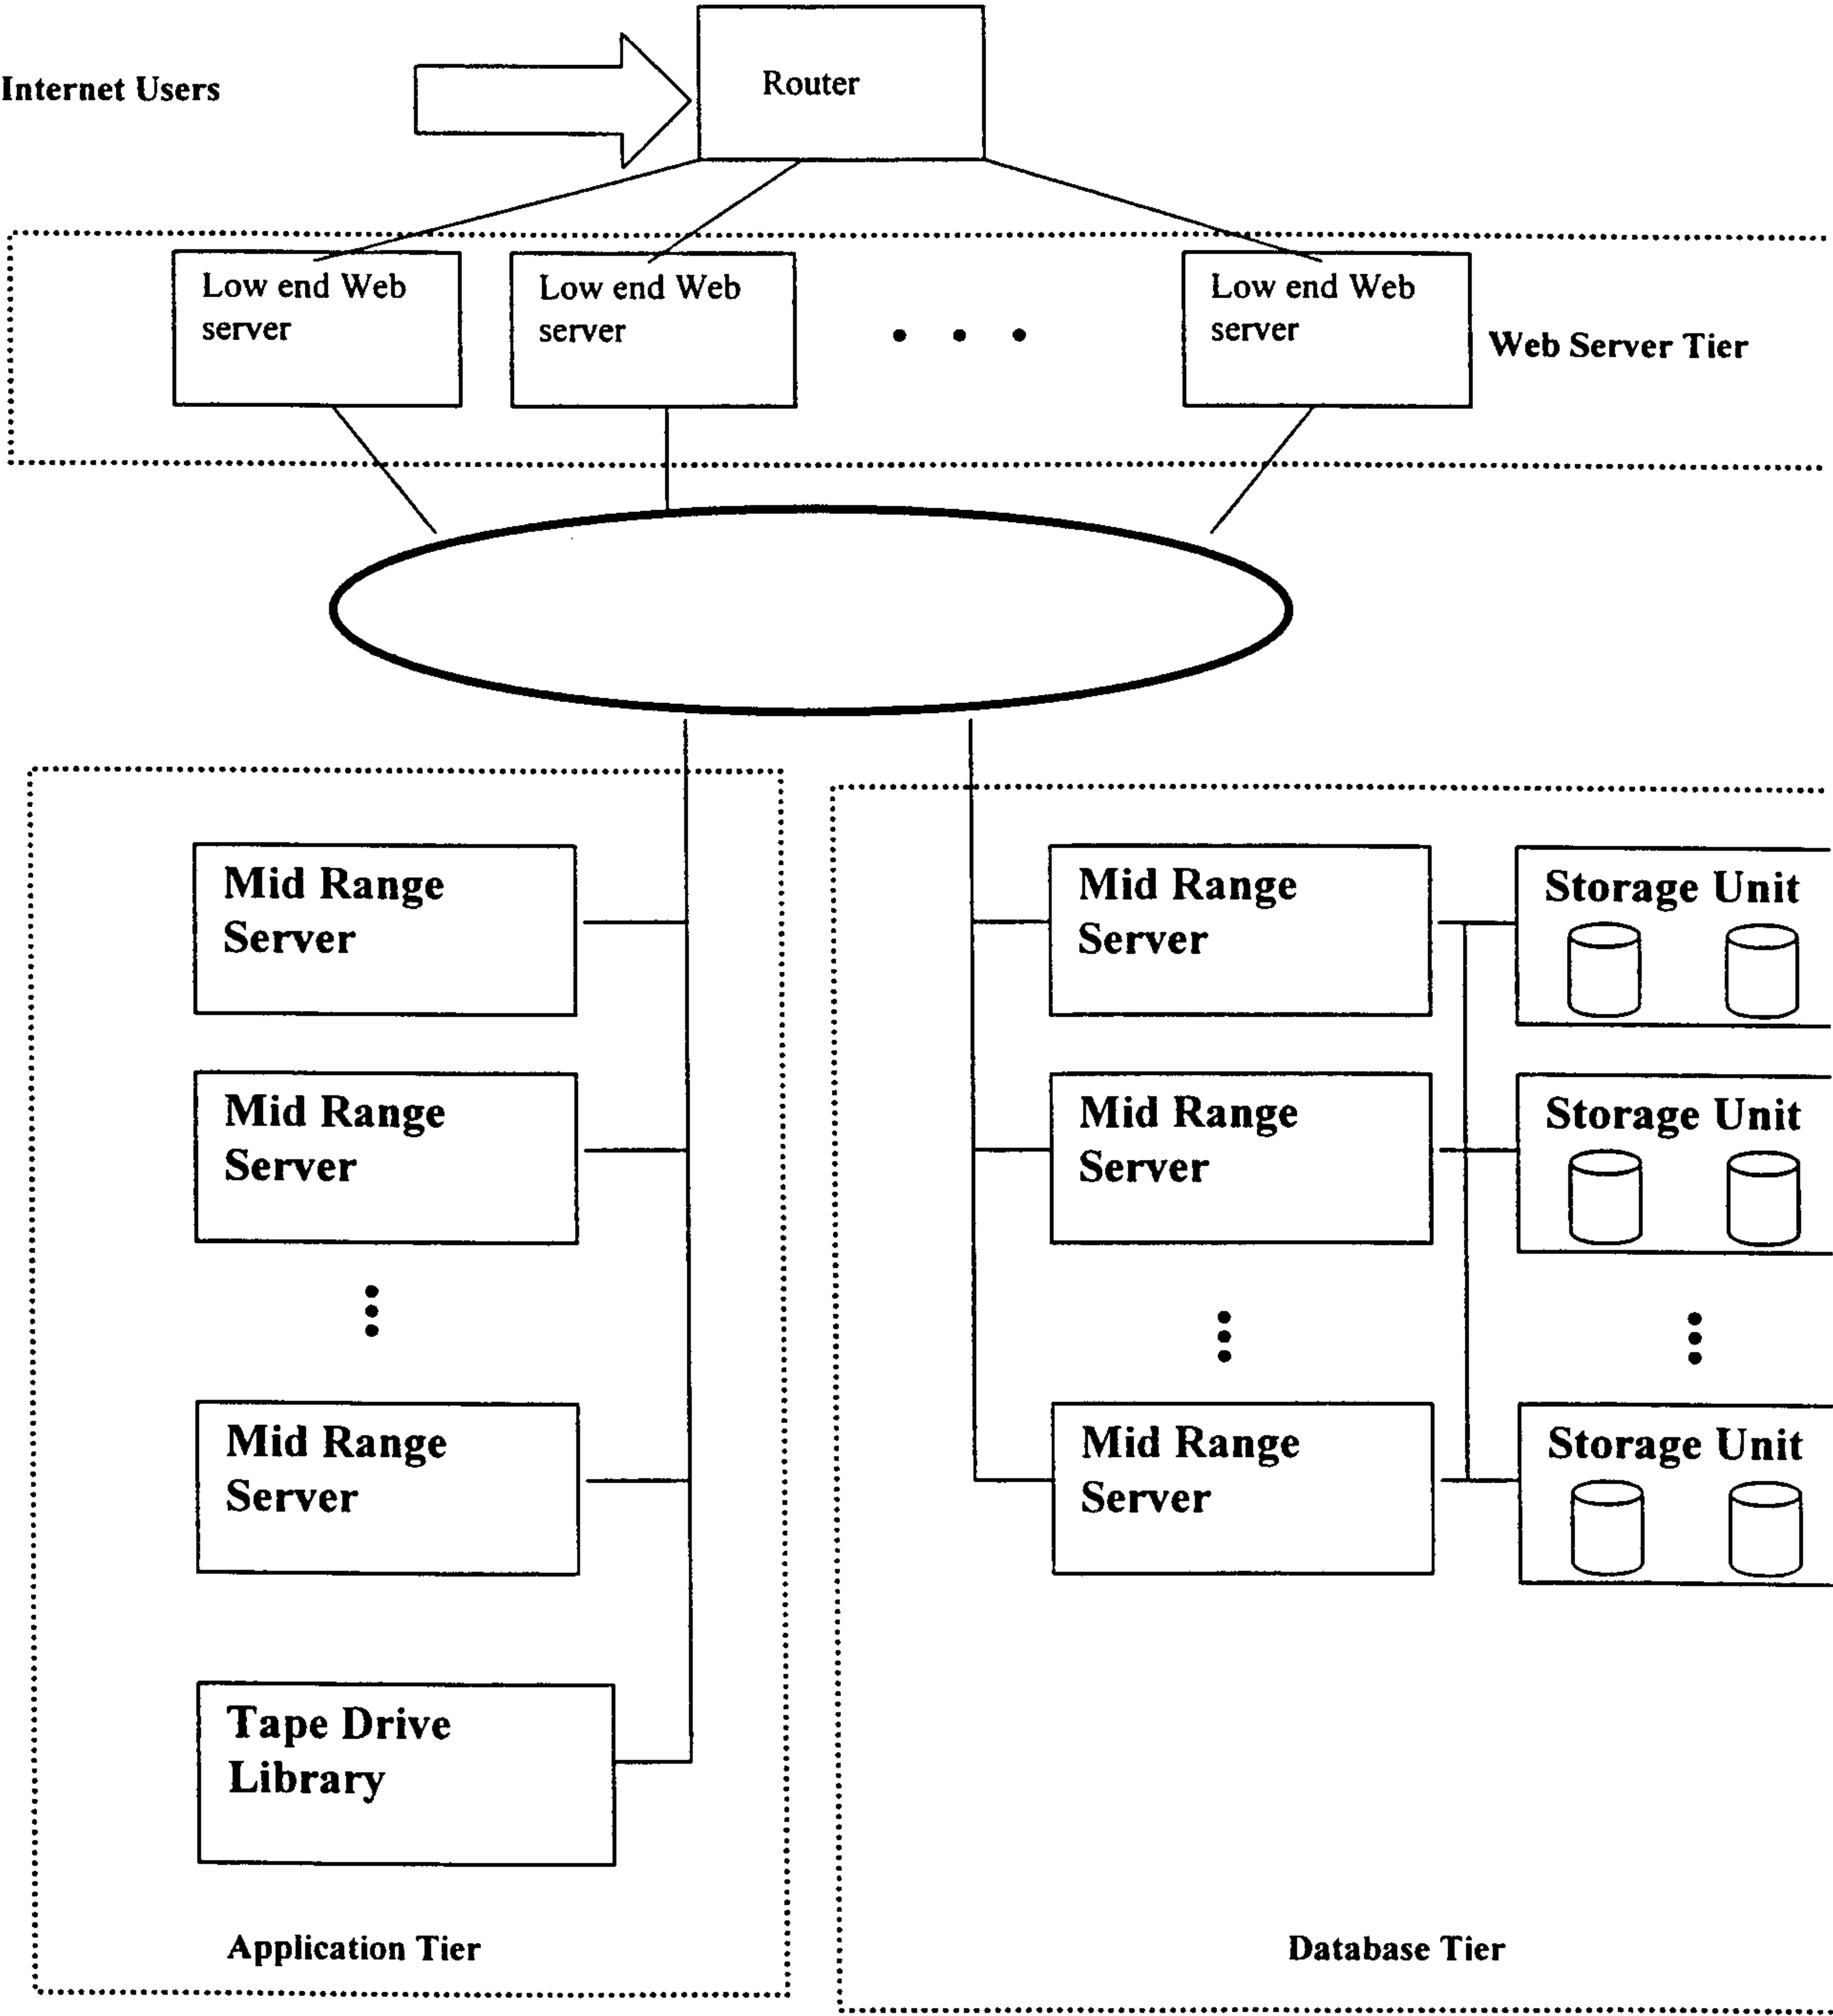 Internet Users
Router
Low end Web
server
Low end Web
server
Low end Web
server
Web Server Tier
Mid Range
Server
Mid Range
Server
Mid Range
Server
Tape Drive
Library
Application Tier
Mid Range
Server
Storage Unit
Mid Range
Server
Storage Unit
Mid Range
Server
Storage Unit
Database Tier